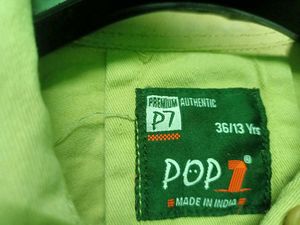 PREMIUM AUTHENTIC
P7
36/13 Yrs
POP 7®
MADE IN INDIA